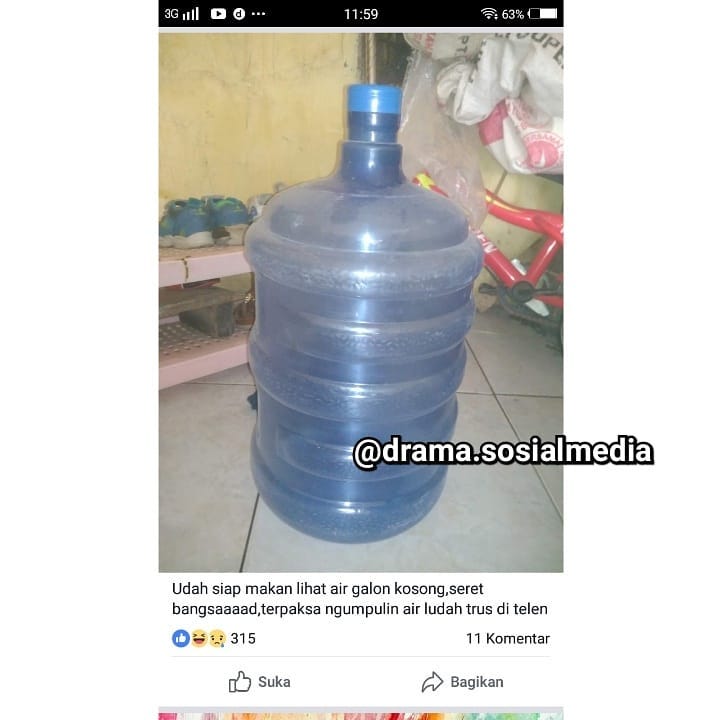 3G 11:59 63%
@drama.sosialmedia
Udah siap makan lihat air galon kosong,seret
bangsaaaad,terpaksa ngumpulin air ludah trus di telen
315 11 Komentar
Suka Bagikan